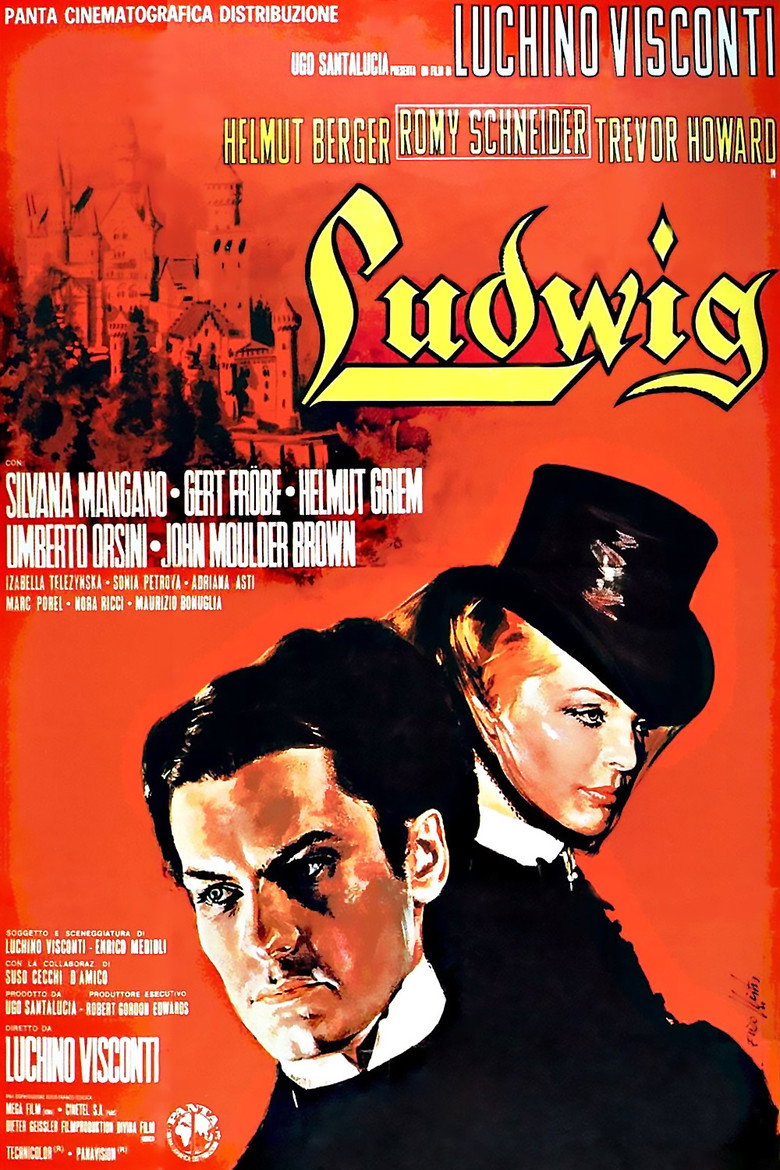 PANTA CINEMATOGRAFICA DISTRIBUZIONE
UGO SANTALUCIA PRESENTA UN FILM DI LUCHINO VISCONTI
HELMUT BERGER ROMY SCHNEIDER TREVOR HOWARD
IN
Ludwig
CON
SILVANA MANGANO • GERT FRÖBE • HELMUT GRIEM
UMBERTO ORSINI • JOHN MOULDER BROWN
IZABELLA TELEZYNSKA • SONIA PETROVA • ADRIANA ASTI
MARC POREL • NORA RICCI • MAURIZIO BONUGLIA
SOGGETTO E SCENEGGIATURA DI
LUCHINO VISCONTI - ENRICO MEDIOLI
CON LA COLLABORAZ. DI
SUSO CECCHI D'AMICO
PRODOTTO DA PRODUTTORE ESECUTIVO
UGO SANTALUCIA - ROBERT GORDON EDWARDS
DIRETTO DA
LUCHINO VISCONTI
MEGA FILM • CINETEL S.A.
DIETER GEISSLER FILMPRODUKTION DIVINA FILM
TECHNICOLOR (R) • PANAVISION (R)
PANTA